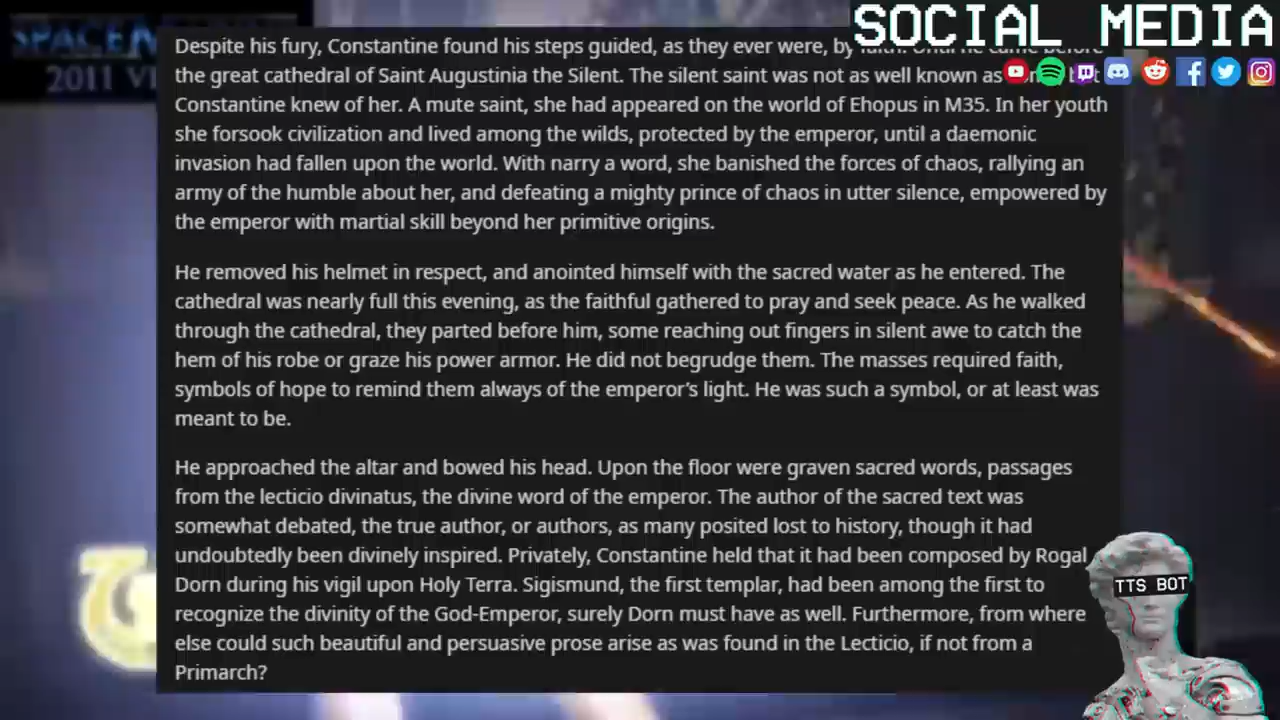 SOCIAL MEDIA
SPACE
2011
Despite his fury, Constantine found his steps guided, as they ever were, by faith. Until he came before
the great cathedral of Saint Augustinia the Silent. The silent saint was not as well known as
Constantine knew of her. A mute saint, she had appeared on the world of Ehopus in M35. In her youth
she forsook civilization and lived among the wilds, protected by the emperor, until a daemonic
invasion had fallen upon the world. With narry a word, she banished the forces of chaos, rallying an
army of the humble about her, and defeating a mighty prince of chaos in utter silence, empowered by
the emperor with martial skill beyond her primitive origins.
He removed his helmet in respect, and anointed himself with the sacred water as he entered. The
cathedral was nearly full this evening, as the faithful gathered to pray and seek peace. As he walked
through the cathedral, they parted before him, some reaching out fingers in silent awe to catch the
hem of his robe or graze his power armor. He did not begrudge them. The masses required faith,
symbols of hope to remind them always of the emperor's light. He was such a symbol, or at least was
meant to be.
He approached the altar and bowed his head. Upon the floor were graven sacred words, passages
from the lecticio divinatus, the divine word of the emperor. The author of the sacred text was
somewhat debated, the true author, or authors, as many posited lost to history, though it had
undoubtedly been divinely inspired. Privately, Constantine held that it had been composed by Rogal
Dorn during his vigil upon Holy Terra. Sigismund, the first templar, had been among the first to
recognize the divinity of the God-Emperor, surely Dorn must have as well. Furthermore, from where
else could such beautiful and persuasive prose arise as was found in the Lecticio, if not from a
Primarch?
TTS BOT